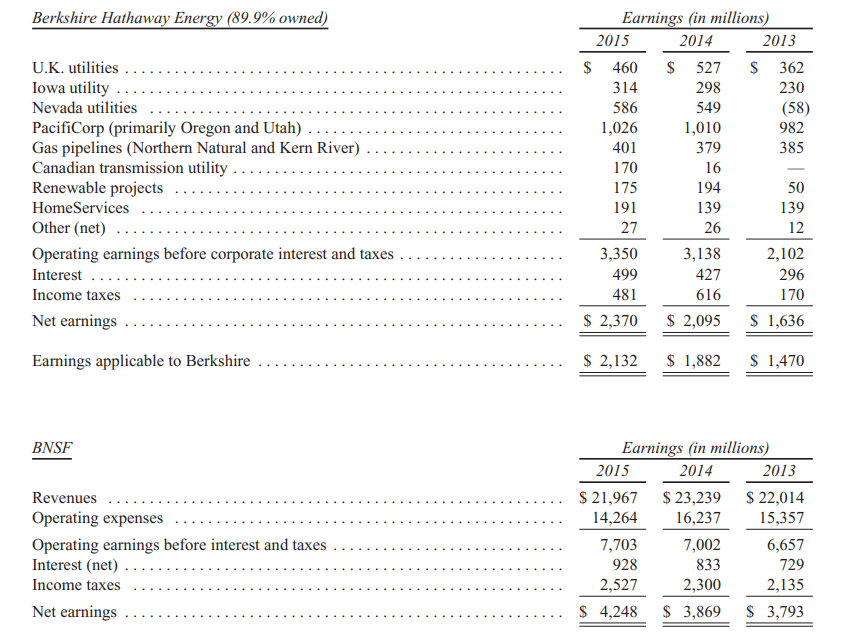 Berkshire Hathaway Energy (89.9% owned) Earnings (in millions)
2015 2014 2013
U.K. utilities $ 460 $ 527 $ 362
Iowa utility 314 298 230
Nevada utilities 586 549 (58)
PacifiCorp (primarily Oregon and Utah) 1,026 1,010 982
Gas pipelines (Northern Natural and Kern River) 401 379 385
Canadian transmission utility 170 16 —
Renewable projects 175 194 50
HomeServices 191 139 139
Other (net) 27 26 12
Operating earnings before corporate interest and taxes 3,350 3,138 2,102
Interest 499 427 296
Income taxes 481 616 170
Net earnings $ 2,370 $ 2,095 $ 1,636
Earnings applicable to Berkshire $ 2,132 $ 1,882 $ 1,470
BNSF Earnings (in millions)
2015 2014 2013
Revenues $ 21,967 $ 23,239 $ 22,014
Operating expenses 14,264 16,237 15,357
Operating earnings before interest and taxes 7,703 7,002 6,657
Interest (net) 928 833 729
Income taxes 2,527 2,300 2,135
Net earnings $ 4,248 $ 3,869 $ 3,793